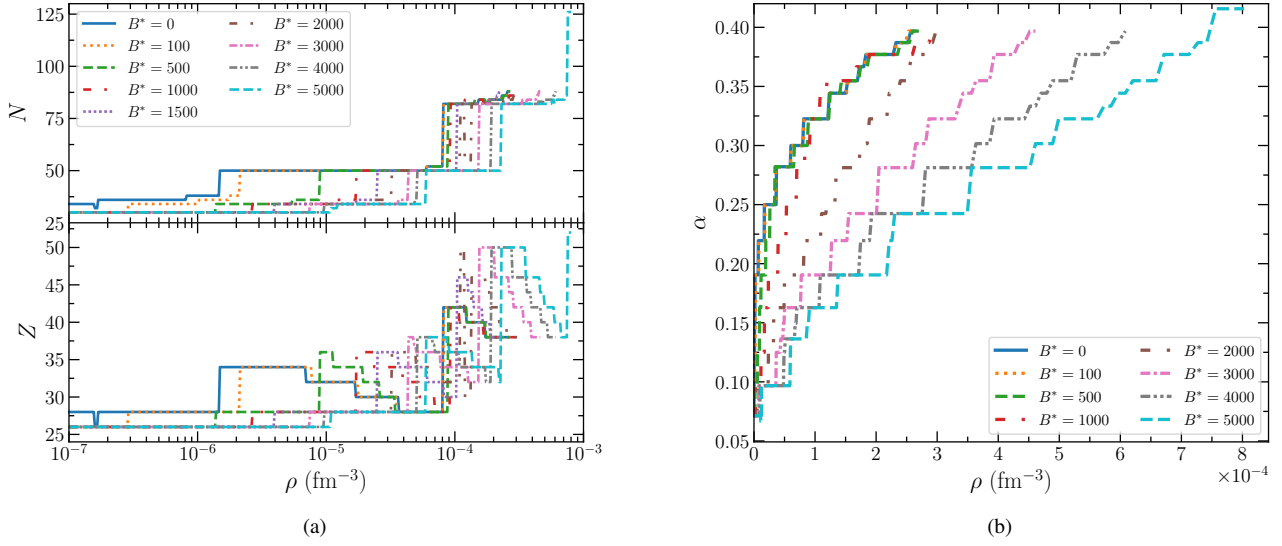 125
100
75
50
25
N
B* = 0
B* = 100
B* = 500
B* = 1000
B* = 1500
B* = 2000
B* = 3000
B* = 4000
B* = 5000
50
45
40
35
30
25
Z
10⁻⁷
10⁻⁶
10⁻⁵
10⁻⁴
10⁻³
ρ (fm⁻³)
(a)
0.40
0.35
0.30
0.25
0.20
0.15
0.10
0.05
α
B* = 0
B* = 100
B* = 500
B* = 1000
B* = 2000
B* = 3000
B* = 4000
B* = 5000
0
1
2
3
4
5
6
7
8
×10⁻⁴
ρ (fm⁻³)
(b)